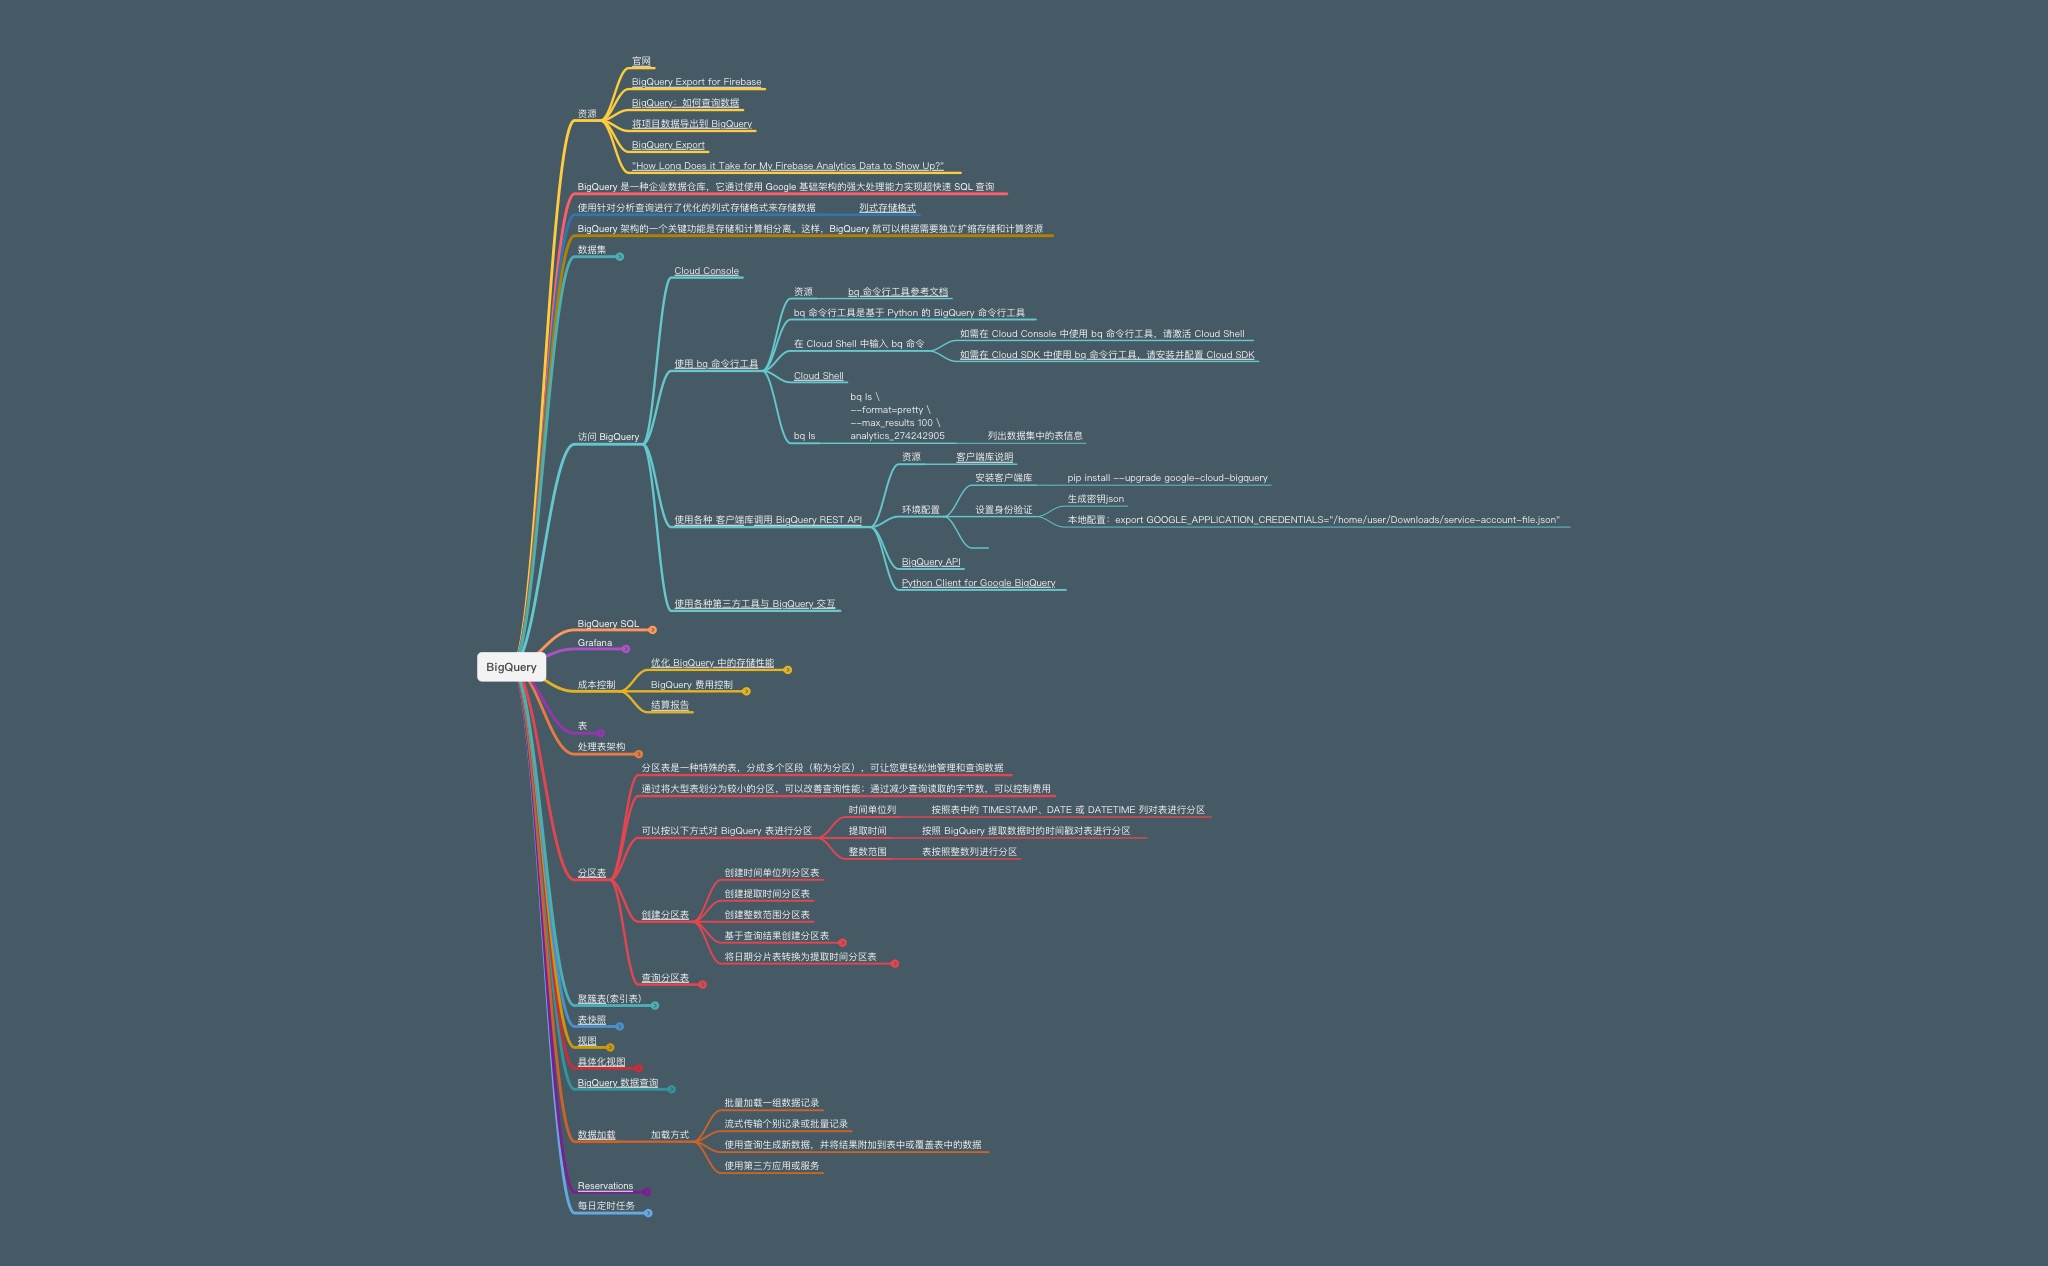 官网
BigQuery Export for Firebase
BigQuery：如何查询数据
资源
将项目数据导出到 BigQuery
BigQuery Export
"How Long Does it Take for My Firebase Analytics Data to Show Up?"
BigQuery 是一种企业数据仓库，它通过使用 Google 基础架构的强大处理能力实现超快速 SQL 查询
使用针对分析查询进行了优化的列式存储格式来存储数据 列式存储格式
BigQuery 架构的一个关键功能是存储和计算相分离。这样，BigQuery 就可以根据需要独立扩缩存储和计算资源
数据集
Cloud Console
资源 bq 命令行工具参考文档
bq 命令行工具是基于 Python 的 BigQuery 命令行工具
如需在 Cloud Console 中使用 bq 命令行工具，请激活 Cloud Shell
在 Cloud Shell 中输入 bq 命令
如需在 Cloud SDK 中使用 bq 命令行工具，请安装并配置 Cloud SDK
使用 bq 命令行工具
Cloud Shell
bq ls \
--format=pretty \
--max_results 100 \
bq ls analytics_274242905 列出数据集中的表信息
访问 BigQuery
资源 客户端库说明
安装客户端库 pip install --upgrade google-cloud-bigquery
生成密钥json
环境配置 设置身份验证
使用各种 客户端库调用 BigQuery REST API
本地配置：export GOOGLE_APPLICATION_CREDENTIALS="/home/user/Downloads/service-account-file.json"
BigQuery API
Python Client for Google BigQuery
使用各种第三方工具与 BigQuery 交互
BigQuery SQL
Grafana
BigQuery
优化 BigQuery 中的存储性能
成本控制 BigQuery 费用控制
结算报告
表
处理表架构
分区表是一种特殊的表，分成多个区段（称为分区），可让您更轻松地管理和查询数据
通过将大型表划分为较小的分区，可以改善查询性能；通过减少查询读取的字节数，可以控制费用
时间单位列 按照表中的 TIMESTAMP、DATE 或 DATETIME 列对表进行分区
可以按以下方式对 BigQuery 表进行分区 提取时间 按照 BigQuery 提取数据时的时间戳对表进行分区
整数范围 表按照整数列进行分区
分区表
创建时间单位列分区表
创建提取时间分区表
创建分区表 创建整数范围分区表
基于查询结果创建分区表
将日期分片表转换为提取时间分区表
查询分区表
聚簇表(索引表)
表快照
视图
具体化视图
BigQuery 数据查询
批量加载一组数据记录
流式传输个别记录或批量记录
数据加载 加载方式
使用查询生成新数据，并将结果附加到表中或覆盖表中的数据
使用第三方应用或服务
Reservations
每日定时任务